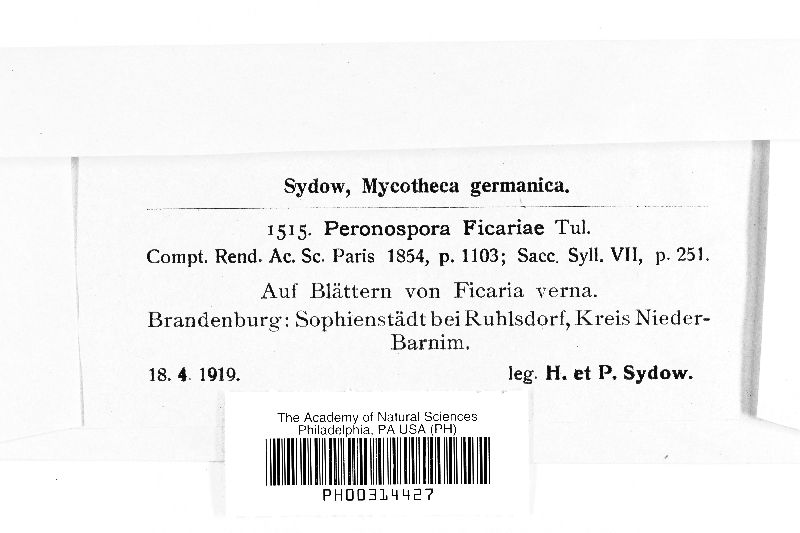 Sydow, Mycotheca germanica.
1515. Peronospora Ficariae Tul.
Compt. Rend. Ac. Sc. Paris 1854, p. 1103; Sacc. Syll. VII, p. 251.
Auf Blättern von Ficaria verna.
Brandenburg: Sophienstädt bei Ruhlsdorf, Kreis Nieder-
Barnim.
18. 4. 1919. leg. H. et P. Sydow.
The Academy of Natural Sciences
Philadelphia, PA USA (PH)
PH00314427